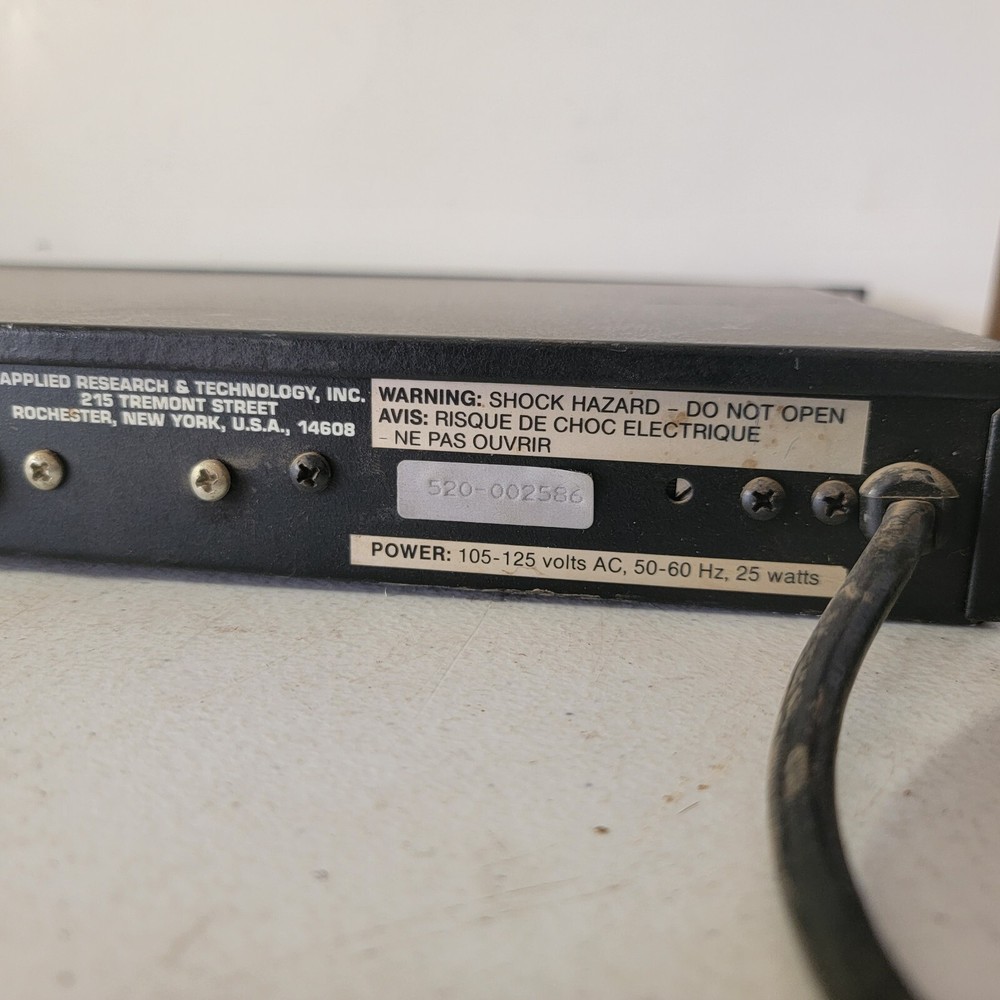 APPLIED RESEARCH & TECHNOLOGY, INC.
215 TREMONT STREET
ROCHESTER, NEW YORK, U.S.A., 14608
WARNING: SHOCK HAZARD – DO NOT OPEN
AVIS: RISQUE DE CHOC ELECTRIQUE
- NE PAS OUVRIR
520-002586
POWER: 105-125 volts AC, 50-60 Hz, 25 watts